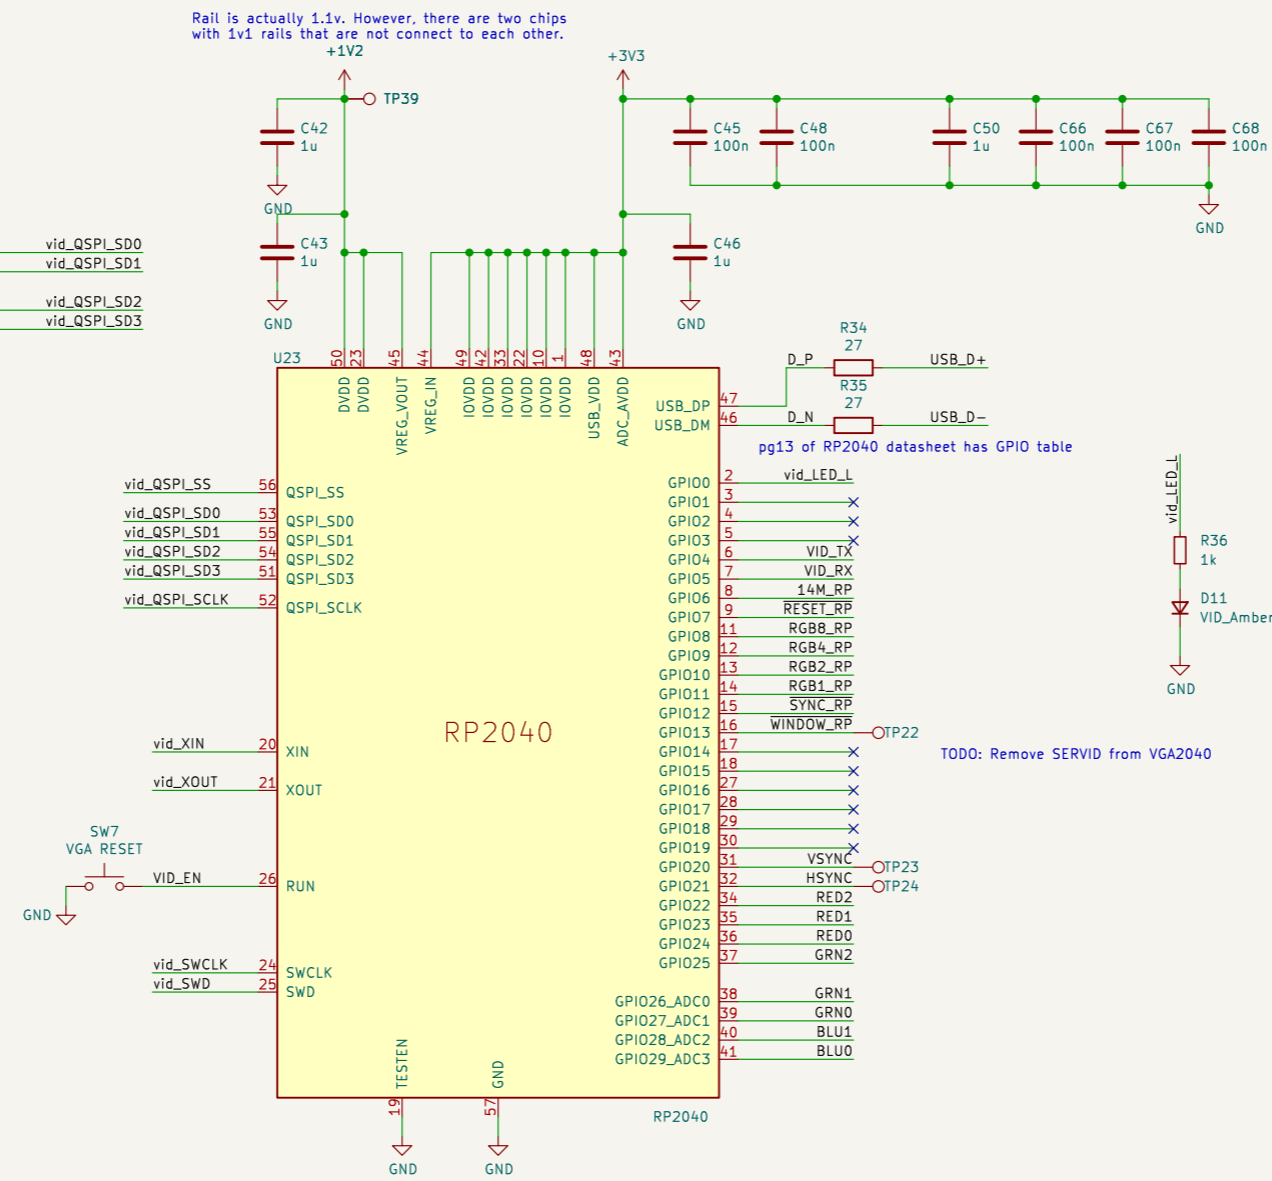 Rail is actually 1.1v. However, there are two chips
with 1v1 rails that are not connect to each other.
+1V2
TP39
C42
1u
GND
C43
1u
GND
+3V3
C45
100n
C48
100n
C50
1u
C66
100n
C67
100n
C68
100n
GND
C46
1u
GND
vid_QSPI_SD0
vid_QSPI_SD1
vid_QSPI_SD2
vid_QSPI_SD3
U23
50
23
45
44
49
42
33
22
10
1
48
43
DVDD
DVDD
VREG_VOUT
VREG_IN
IOVDD
IOVDD
IOVDD
IOVDD
IOVDD
IOVDD
USB_VDD
ADC_AVDD
R34
27
D_P
USB_D+
R35
27
D_N
USB_D-
USB_DP 47
USB_DM 46
pg13 of RP2040 datasheet has GPIO table
vid_QSPI_SS 56 QSPI_SS
vid_QSPI_SD0 53 QSPI_SD0
vid_QSPI_SD1 55 QSPI_SD1
vid_QSPI_SD2 54 QSPI_SD2
vid_QSPI_SD3 51 QSPI_SD3
vid_QSPI_SCLK 52 QSPI_SCLK
vid_XIN 20 XIN
vid_XOUT 21 XOUT
SW7
VGA RESET
GND
VID_EN 26 RUN
vid_SWCLK 24 SWCLK
vid_SWD 25 SWD
RP2040
GPIO0 2 vid_LED_L
GPIO1 3
GPIO2 4
GPIO3 5
GPIO4 6 VID_TX
GPIO5 7 VID_RX
GPIO6 8 14M_RP
GPIO7 9 RESET_RP
GPIO8 11 RGB8_RP
GPIO9 12 RGB4_RP
GPIO10 13 RGB2_RP
GPIO11 14 RGB1_RP
GPIO12 15 SYNC_RP
GPIO13 16 WINDOW_RP TP22
GPIO14 17
GPIO15 18
GPIO16 27
GPIO17 28
GPIO18 29
GPIO19 30
GPIO20 31 VSYNC TP23
GPIO21 32 HSYNC TP24
GPIO22 34 RED2
GPIO23 35 RED1
GPIO24 36 RED0
GPIO25 37 GRN2
GPIO26_ADC0 38 GRN1
GPIO27_ADC1 39 GRN0
GPIO28_ADC2 40 BLU1
GPIO29_ADC3 41 BLU0
TODO: Remove SERVID from VGA2040
vid_LED_L
R36
1k
D11
VID_Amber
GND
TESTEN
19
GND
GND
57
GND
RP2040